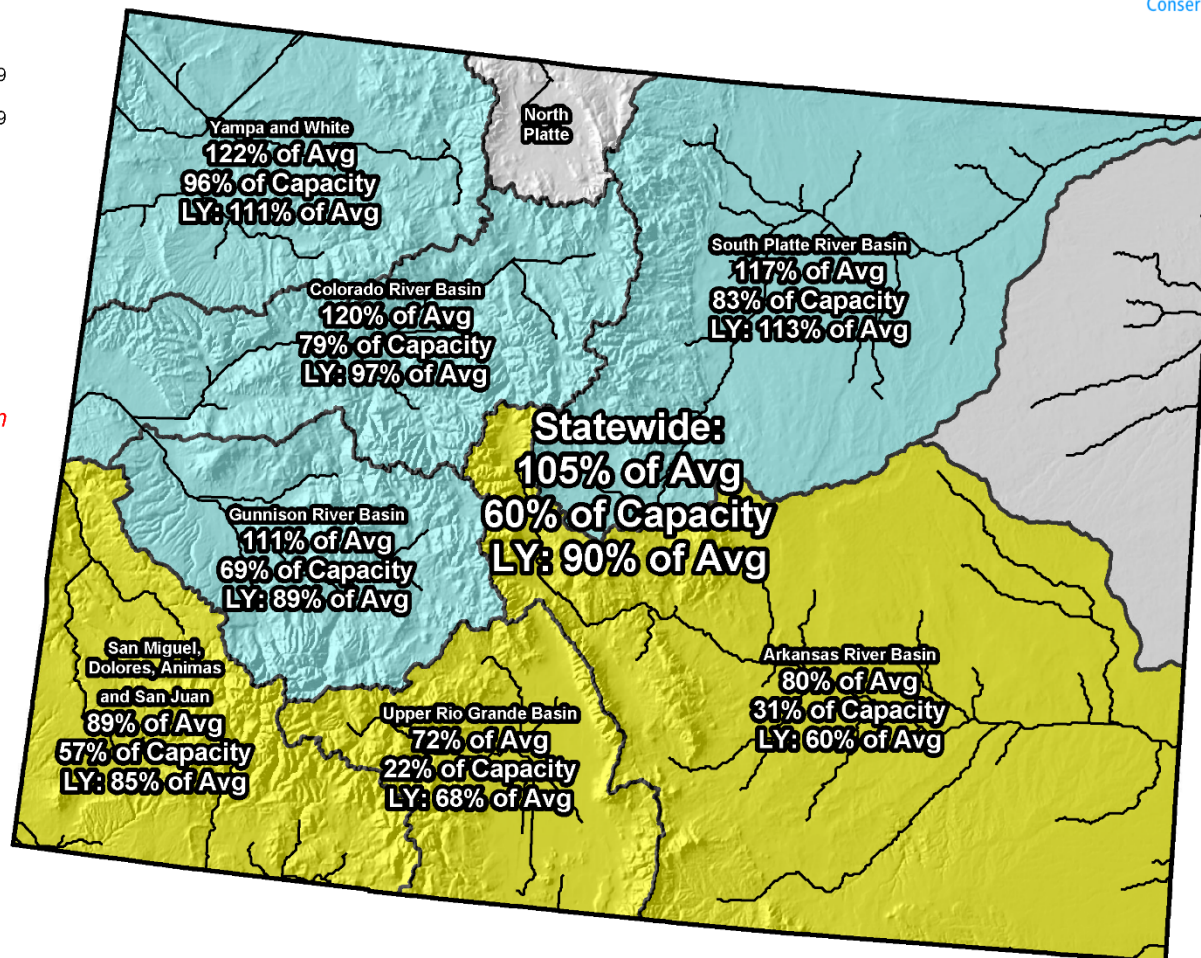 Conser
9
9
n
North
Platte
Yampa and White
122% of Avg
96% of Capacity
LY: 111% of Avg
South Platte River Basin
117% of Avg
83% of Capacity
LY: 113% of Avg
Colorado River Basin
120% of Avg
79% of Capacity
LY: 97% of Avg
Statewide:
105% of Avg
60% of Capacity
LY: 90% of Avg
Gunnison River Basin
111% of Avg
69% of Capacity
LY: 89% of Avg
San Miguel,
Dolores, Animas
and San Juan
89% of Avg
57% of Capacity
LY: 85% of Avg
Upper Rio Grande Basin
72% of Avg
22% of Capacity
LY: 68% of Avg
Arkansas River Basin
80% of Avg
31% of Capacity
LY: 60% of Avg